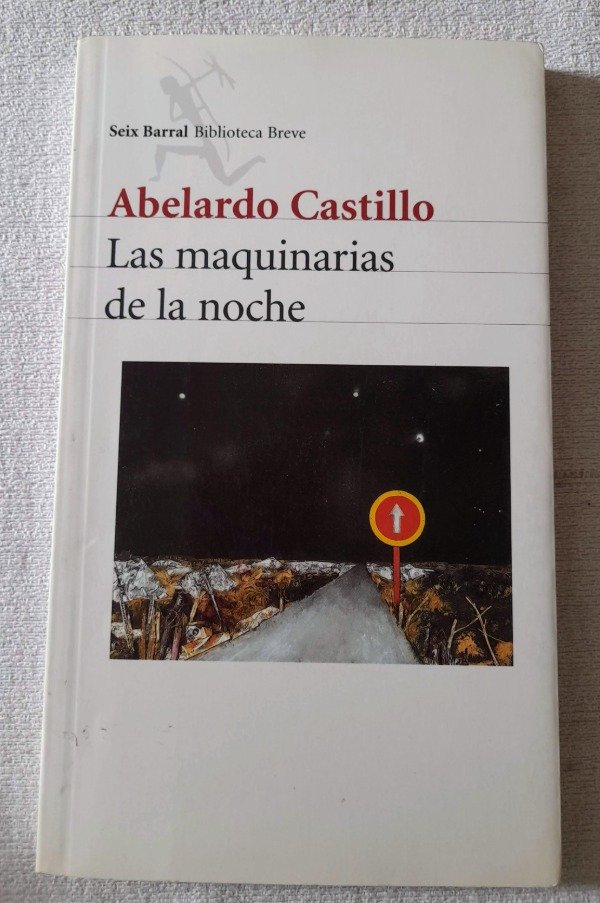 Seix Barral Biblioteca Breve
Abelardo Castillo
Las maquinarias
de la noche